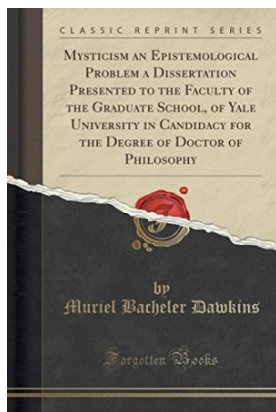 CLASSIC REPRINT SERIES
MYSTICISM AN EPISTEMOLOGICAL
PROBLEM A DISSERTATION
PRESENTED TO THE FACULTY OF
THE GRADUATE SCHOOL, OF YALE
UNIVERSITY IN CANDIDACY FOR
THE DEGREE OF DOCTOR OF
PHILOSOPHY
by
Muriel Bacheler Dawkins
Forgotten Books